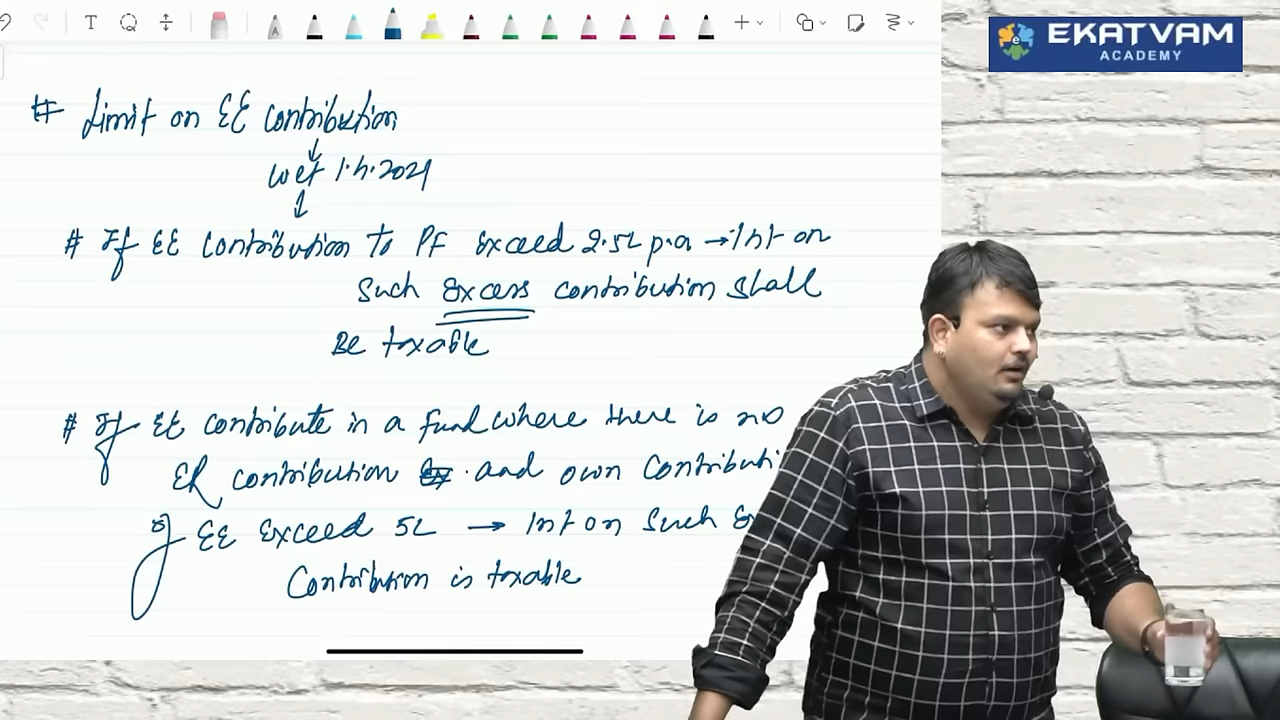 EKATVAM
ACADEMY
# Limit on EE contribution
↓
wef 1.4.2021
↓
# If EE contribution to PF exceed 2.5L p.a → Int on
such excess contribution shall
Be taxable
# If EE contribute in a fund where there is no
ER contribution and own contributi
of EE exceed 5L → Int on such Ex
contribution is taxable